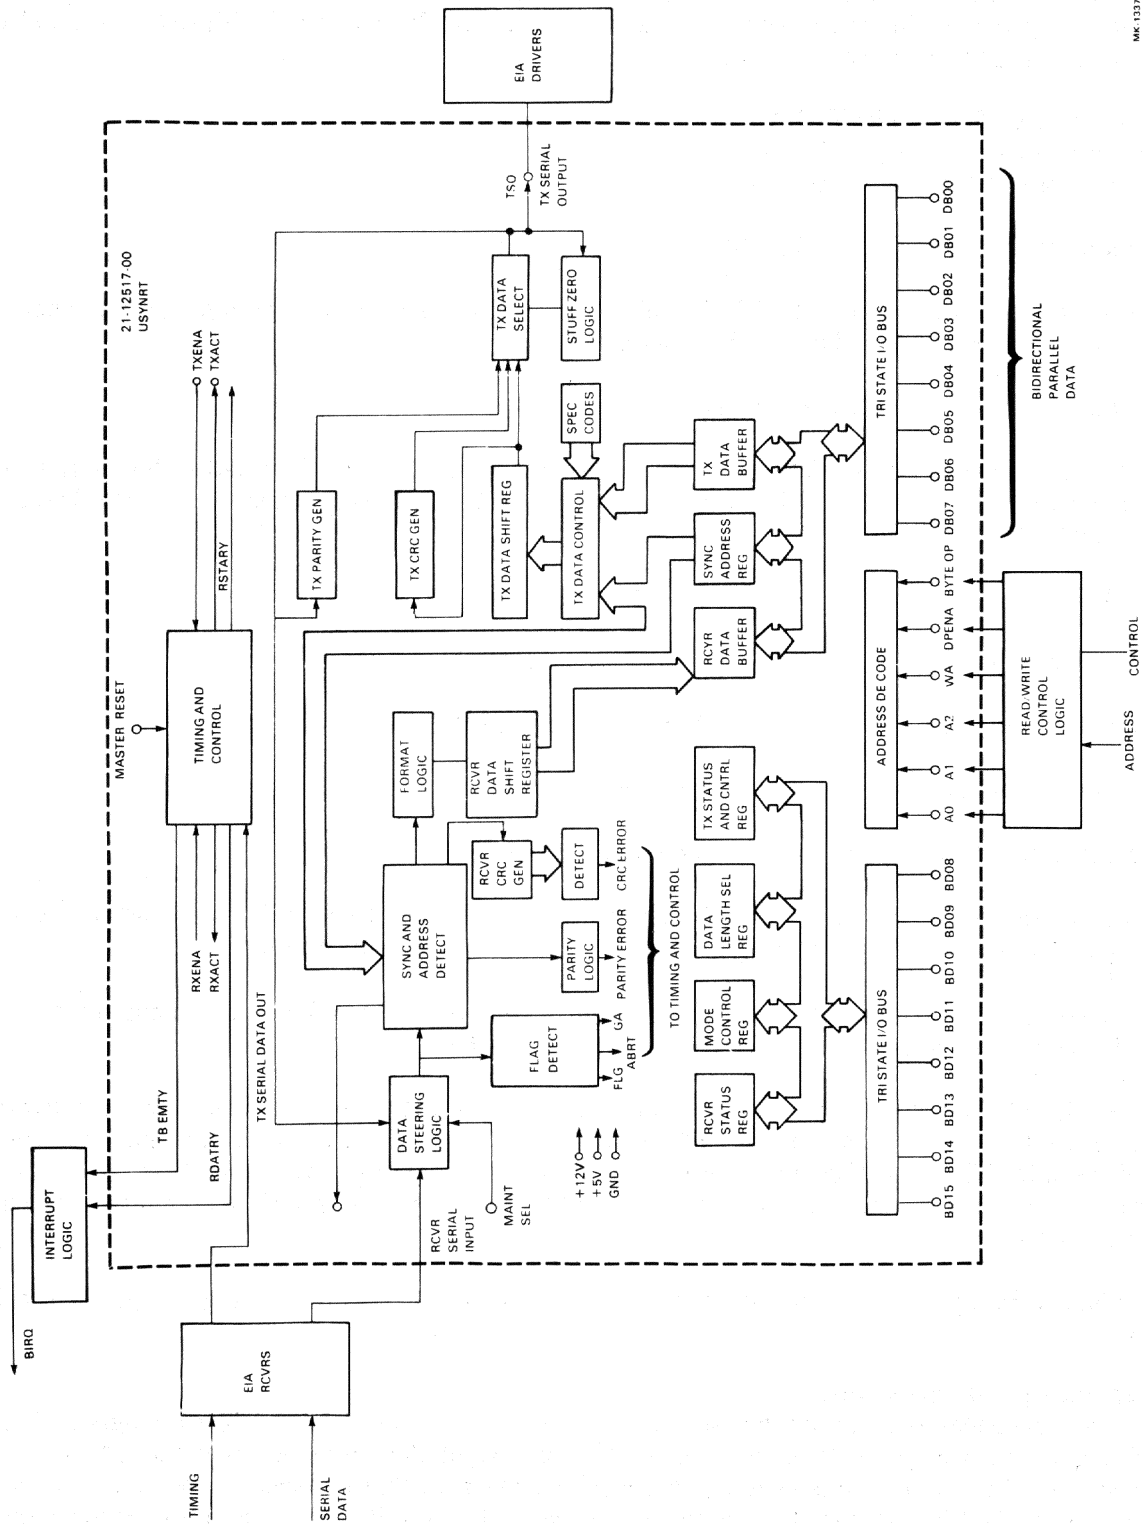 MK-1337
EIA
DRIVERS
21-12517-00
USYNRT
TXENA
TXACT
RSTARY
MASTER RESET
TIMING AND
CONTROL
RXENA
RXACT
TB EMTY
RDATRY
TX SERIAL DATA OUT
INTERRUPT
LOGIC
BIRQ
EIA
RCVRS
TIMING
SERIAL
DATA
TSO
TX SERIAL
OUTPUT
TX DATA
SELECT
STUFF ZERO
LOGIC
TX PARITY GEN
TX CRC GEN
TX DATA SHIFT REG
SPEC
CODES
TX DATA CONTROL
FORMAT
LOGIC
RCVR
DATA
SHIFT
REGISTER
SYNC AND
ADDRESS
DETECT
RCVR
CRC
GEN
DETECT
CRC ERROR
PARITY
LOGIC
PARITY ERROR
FLAG
DETECT
GA
ABRT
FLG
TO TIMING AND CONTROL
DATA
STEERING
LOGIC
RCVR
SERIAL
INPUT
MAINT
SEL
+12V
+5V
GND
TX
DATA
BUFFER
SYNC
ADDRESS
REG
RCYR
DATA
BUFFER
TX STATUS
AND CNTRL
REG
DATA
LENGTH SEL
REG
MODE
CONTROL
REG
RCVR
STATUS
REG
TRI STATE I/O BUS
BD15
BD14
BD13
BD12
BD11
BD10
BD09
BD08
ADDRESS DE CODE
A0
A1
A2
WA
DPENA
BYTE OP
TRI STATE I/O BUS
DB07
DB06
DB05
DB04
DB03
DB02
DB01
DB00
READ/WRITE
CONTROL
LOGIC
ADDRESS
CONTROL
BIDIRECTIONAL
PARALLEL
DATA